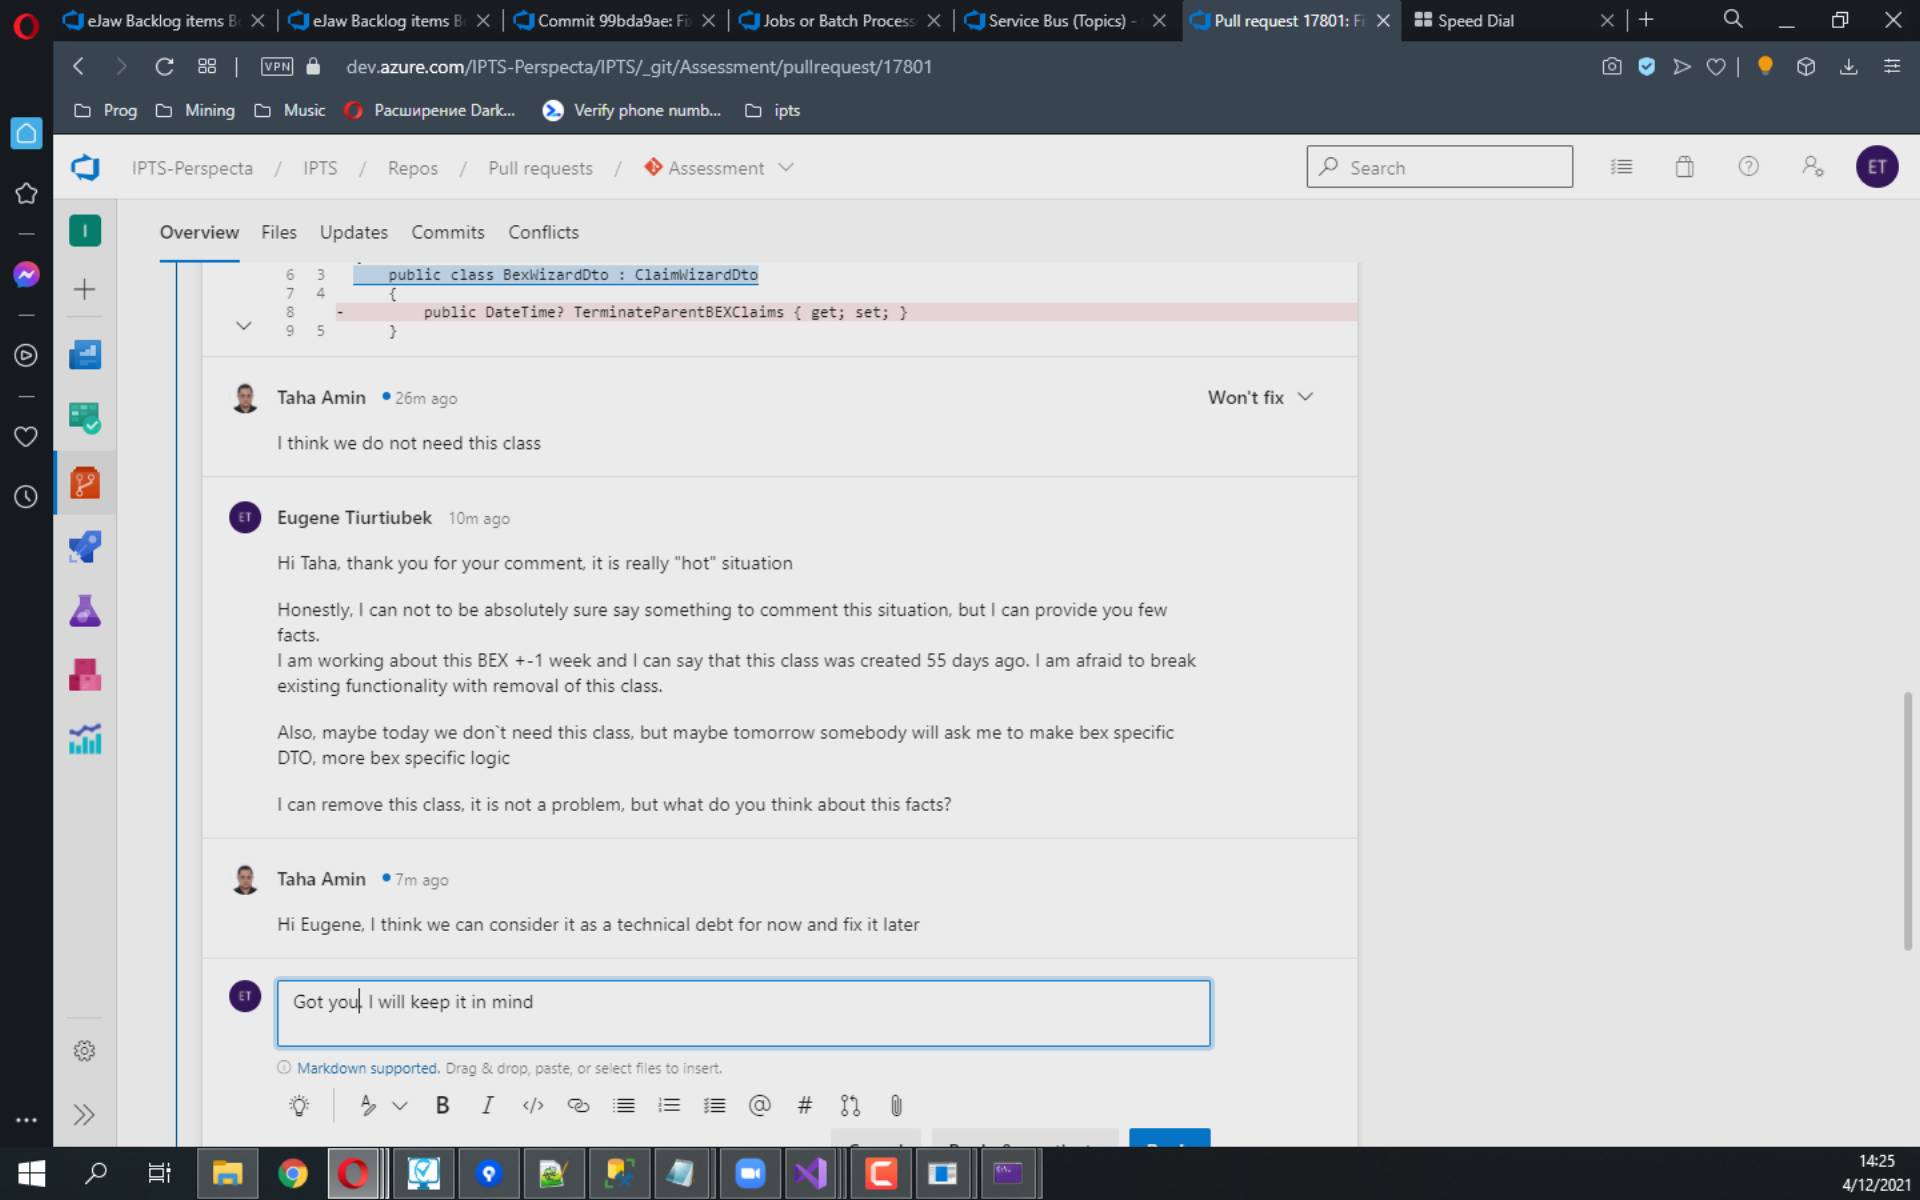 eJaw Backlog items B
eJaw Backlog items B
Commit 99bda9ae: Fi
Jobs or Batch Process
Service Bus (Topics) -
Pull request 17801: Fi
Speed Dial
VPN
dev.azure.com/IPTS-Perspecta/IPTS/_git/Assessment/pullrequest/17801
Prog
Mining
Music
Расширение Dark...
Verify phone numb...
ipts
IPTS-Perspecta / IPTS / Repos / Pull requests / Assessment
Search
ET
I
Overview Files Updates Commits Conflicts
6 3 public class BexWizardDto : ClaimWizardDto
7 4 {
8 - public DateTime? TerminateParentBEXClaims { get; set; }
9 5 }
Taha Amin 26m ago
Won't fix
I think we do not need this class
ET
Eugene Tiurtiubek 10m ago
Hi Taha, thank you for your comment, it is really "hot" situation
Honestly, I can not to be absolutely sure say something to comment this situation, but I can provide you few
facts.
I am working about this BEX +-1 week and I can say that this class was created 55 days ago. I am afraid to break
existing functionality with removal of this class.
Also, maybe today we don`t need this class, but maybe tomorrow somebody will ask me to make bex specific
DTO, more bex specific logic
I can remove this class, it is not a problem, but what do you think about this facts?
Taha Amin 7m ago
Hi Eugene, I think we can consider it as a technical debt for now and fix it later
ET
Got you, I will keep it in mind
Markdown supported. Drag & drop, paste, or select files to insert.
14:25
4/12/2021